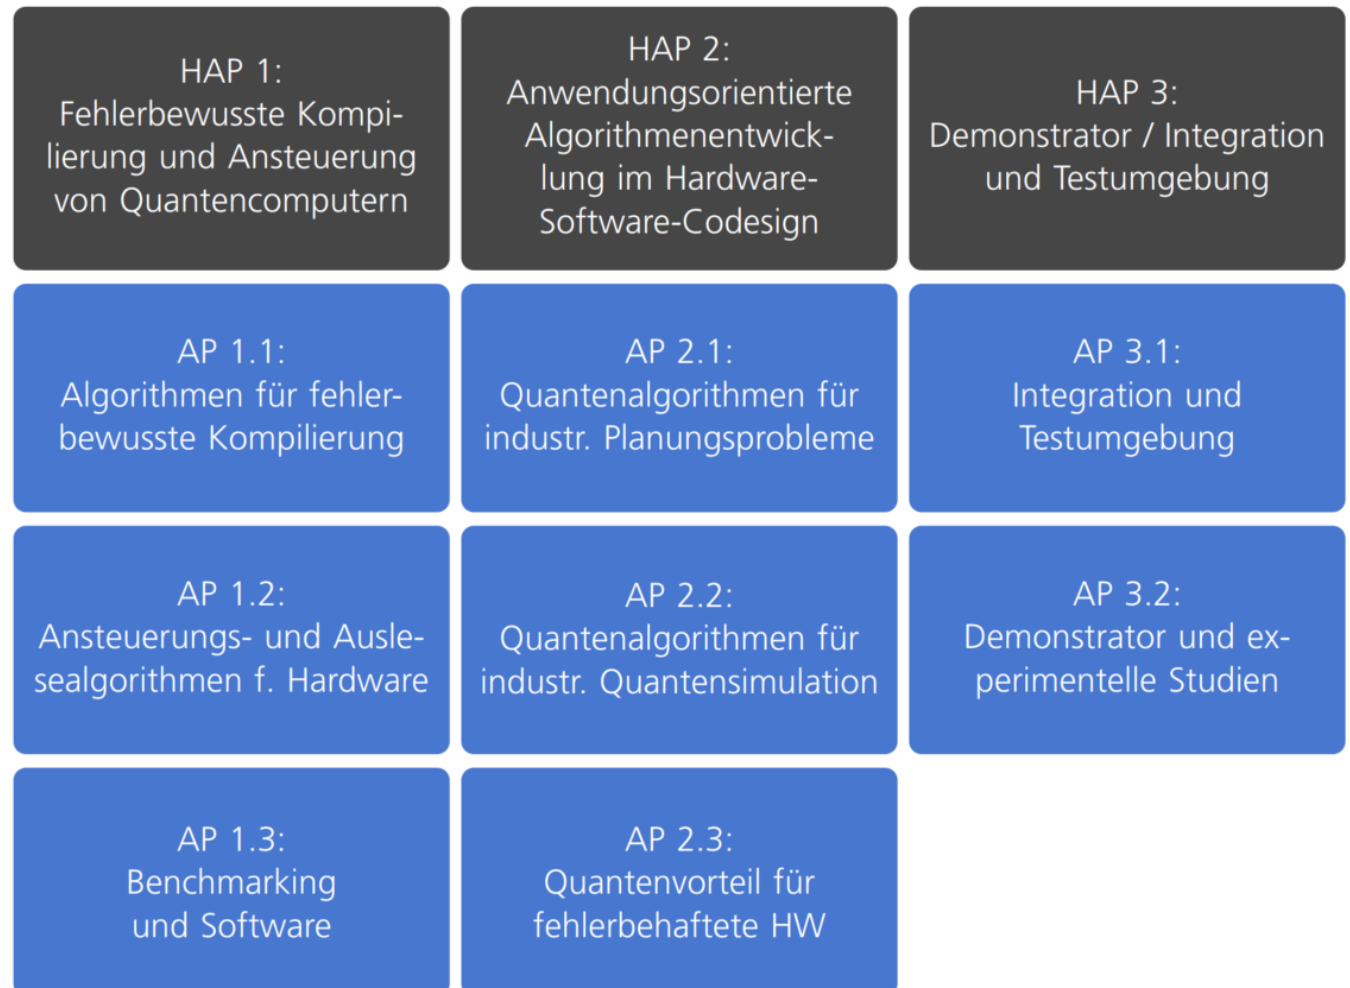 HAP 1:
Fehlerbewusste Kompi-
lierung und Ansteuerung
von Quantencomputern
HAP 2:
Anwendungsorientierte
Algorithmenentwick-
lung im Hardware-
Software-Codesign
HAP 3:
Demonstrator / Integration
und Testumgebung
AP 1.1:
Algorithmen für fehler-
bewusste Kompilierung
AP 2.1:
Quantenalgorithmen für
industr. Planungsprobleme
AP 3.1:
Integration und
Testumgebung
AP 1.2:
Ansteuerungs- und Ausle-
sealgorithmen f. Hardware
AP 2.2:
Quantenalgorithmen für
industr. Quantensimulation
AP 3.2:
Demonstrator und ex-
perimentelle Studien
AP 1.3:
Benchmarking
und Software
AP 2.3:
Quantenvorteil für
fehlerbehaftete HW